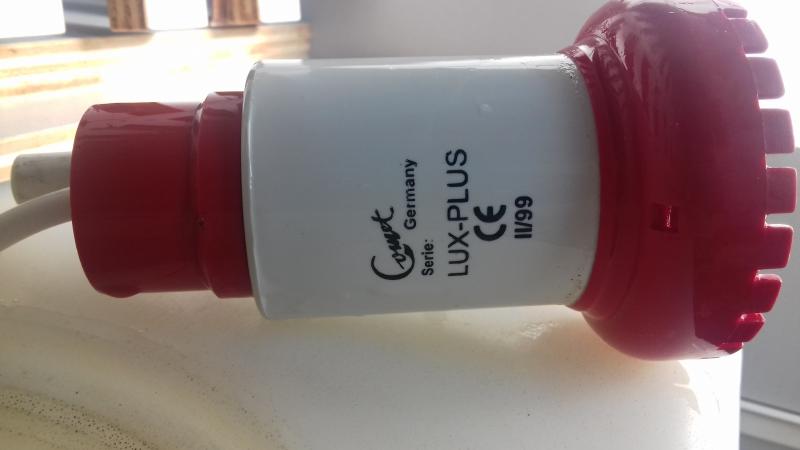 Comet
Germany
Serie:
LUX-PLUS
CE
II/99